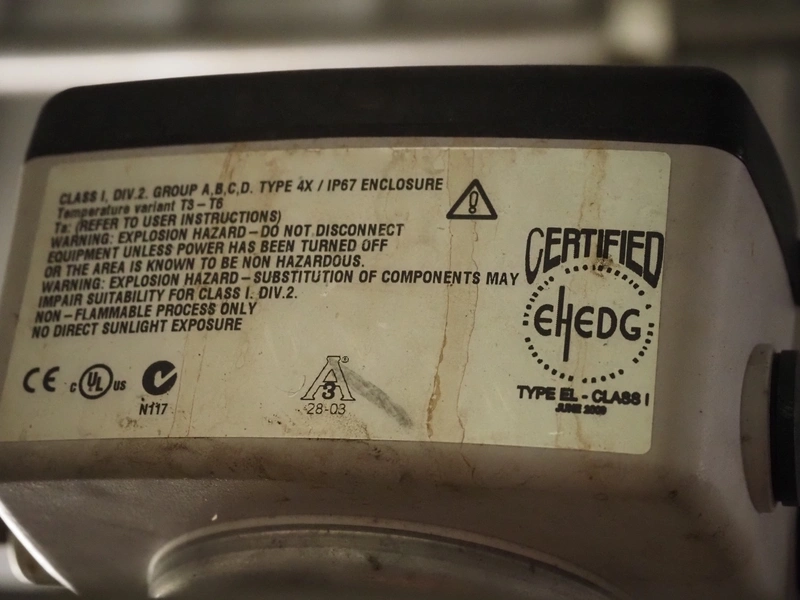 CLASS I, DIV.2. GROUP A,B,C,D. TYPE 4X / IP67 ENCLOSURE
Temperature variant T3 – T6
Ta: (REFER TO USER INSTRUCTIONS)
WARNING: EXPLOSION HAZARD – DO NOT DISCONNECT
EQUIPMENT UNLESS POWER HAS BEEN TURNED OFF
OR THE AREA IS KNOWN TO BE NON HAZARDOUS.
WARNING: EXPLOSION HAZARD – SUBSTITUTION OF COMPONENTS MAY
IMPAIR SUITABILITY FOR CLASS I. DIV.2.
NON – FLAMMABLE PROCESS ONLY
NO DIRECT SUNLIGHT EXPOSURE
CE
C UL US
N117
A ®
3
28-03
CERTIFIED
EHEDG
TYPE EL - CLASS I
JUNE 2009